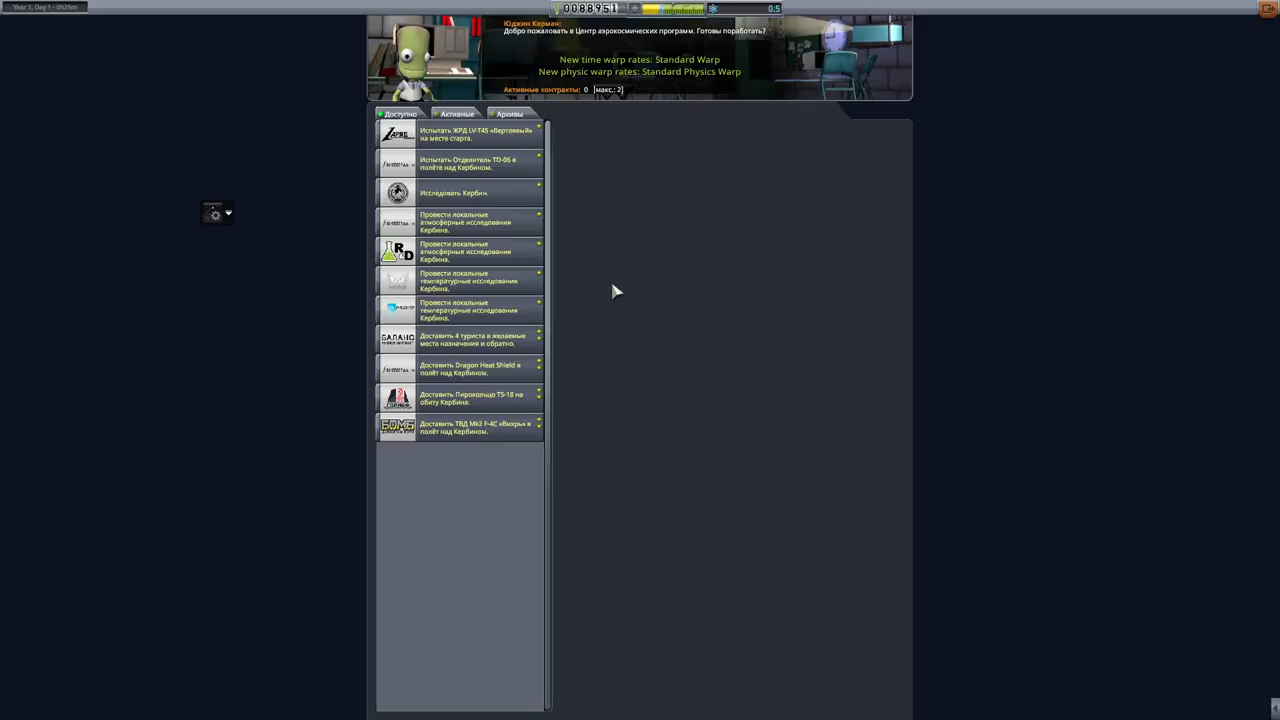 Year 1, Day 1 - 0h25m
0088951
0.5
Юджин Керман:
Добро пожаловать в Центр аэрокосмических программ. Готовы поработать?
New time warp rates: Standard Warp
New physic warp rates: Standard Physics Warp
Активные контракты: 0 [макс.: 2]
Доступно
Активные
Архивы
Испытать ЖРД LV-T45 «Вертлявый»
на месте старта.
Испытать Отделитель TD-06 в
полёте над Кербином.
Исследовать Кербин.
Провести локальные
атмосферные исследования
Кербина.
R&D
Провести локальные
атмосферные исследования
Кербина.
Провести локальные
температурные исследования
Кербина.
Провести локальные
температурные исследования
Кербина.
БАЛАНС
Доставить 4 туриста в желаемые
места назначения и обратно.
Доставить Dragon Heat Shield в
полёт над Кербином.
Доставить Пирокольцо TS-18 на
обиту Кербина.
БОМБ
Доставить ТВД Mk2 F-4C «Вихрь» в
полёт над Кербином.